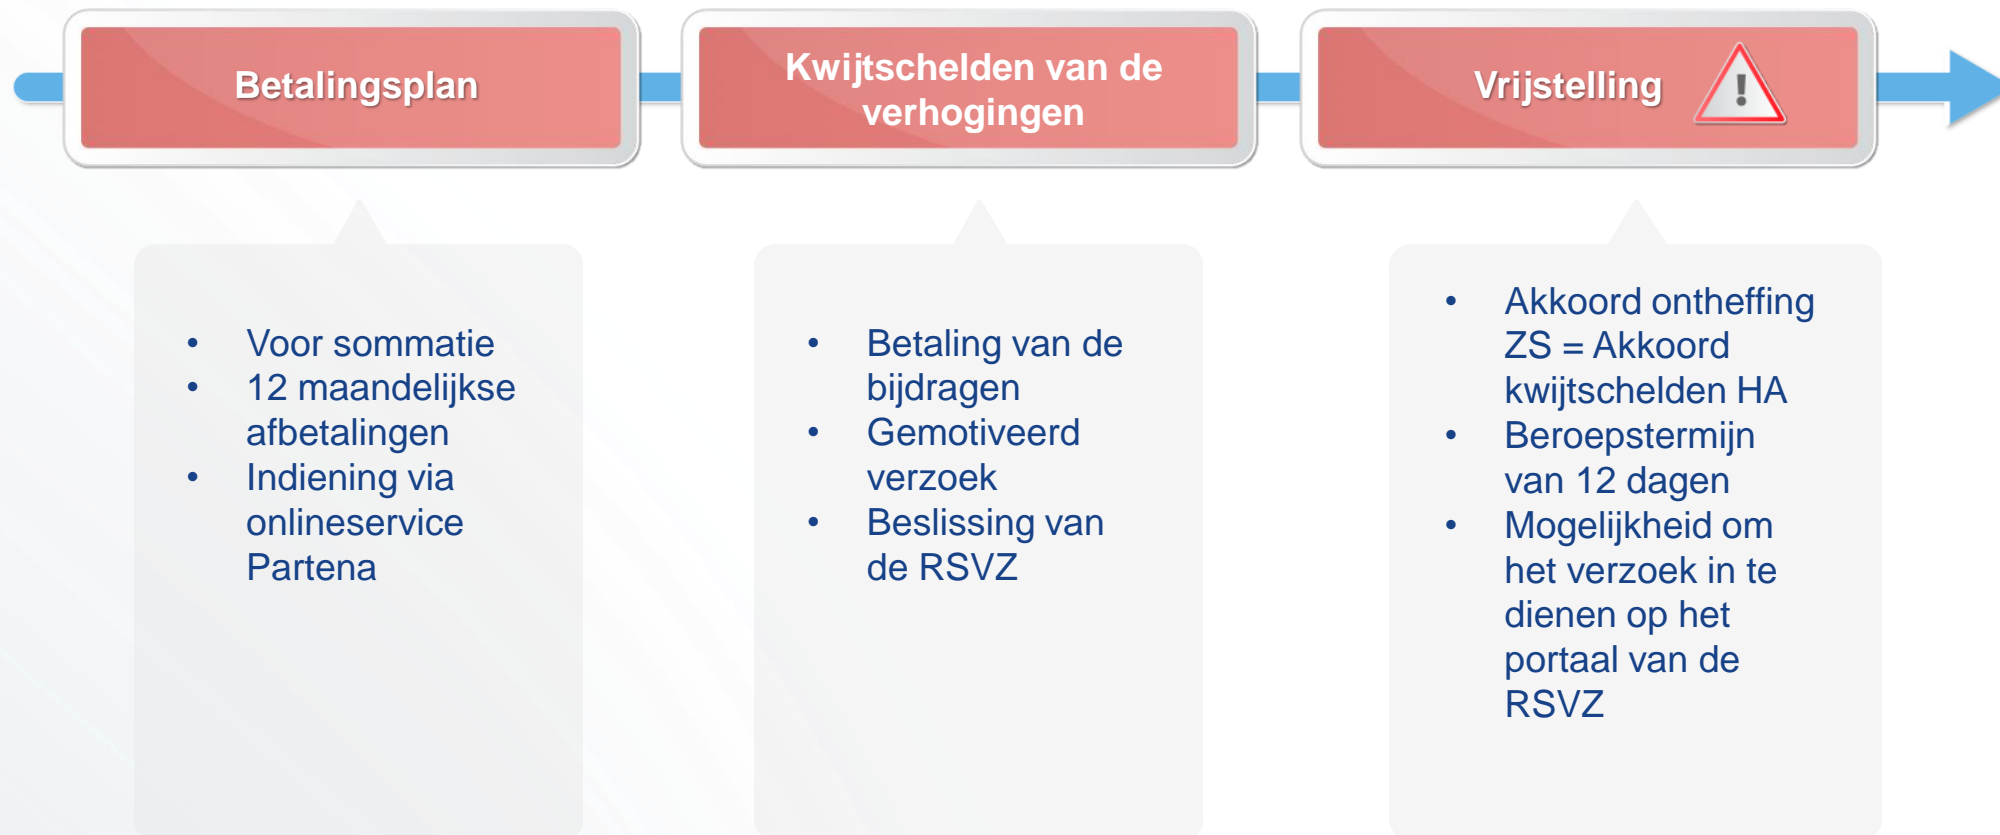 Betalingsplan
Kwijtschelden van de
verhogingen
Vrijstelling
!
• Voor sommatie
• 12 maandelijkse
afbetalingen
• Indiening via
onlineservice
Partena
• Betaling van de
bijdragen
• Gemotiveerd
verzoek
• Beslissing van
de RSVZ
• Akkoord ontheffing
ZS = Akkoord
kwijtschelden HA
• Beroepstermijn
van 12 dagen
• Mogelijkheid om
het verzoek in te
dienen op het
portaal van de
RSVZ